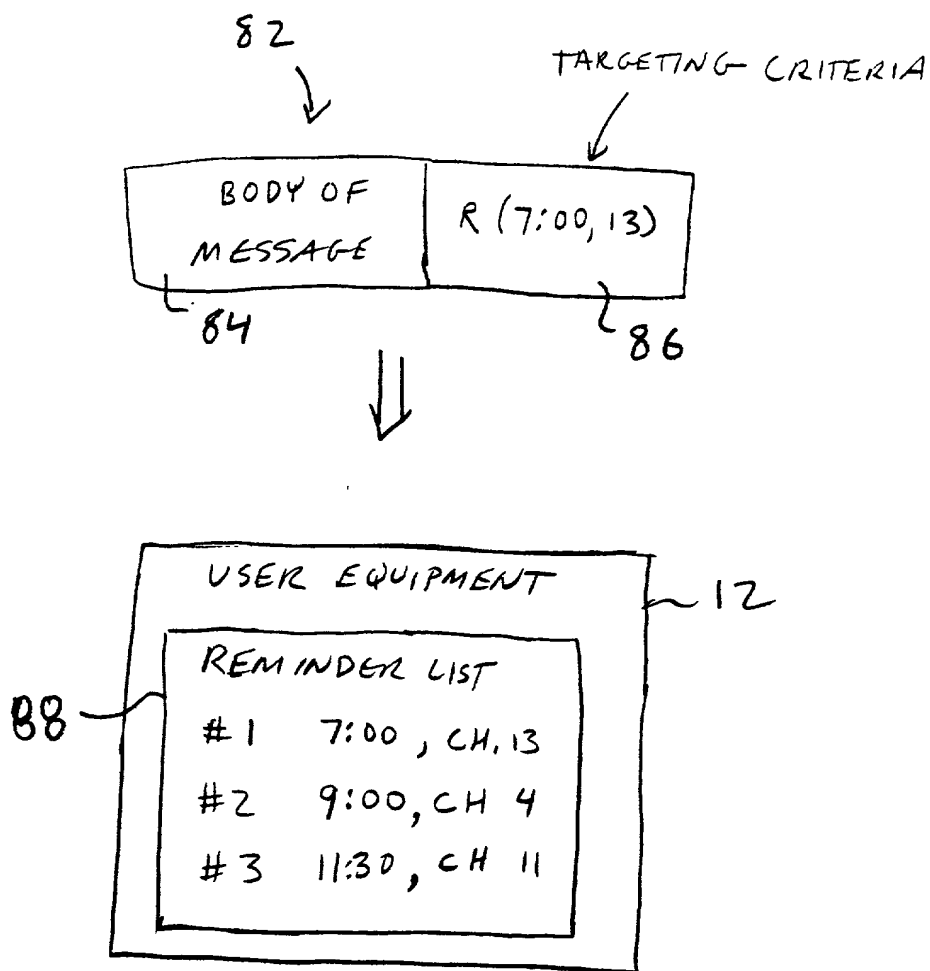 82
TARGETING CRITERIA
BODY OF
MESSAGE
R (7:00, 13)
84
86
USER EQUIPMENT
12
REMINDER LIST
88
#1 7:00, CH. 13
#2 9:00, CH 4
#3 11:30, CH 11